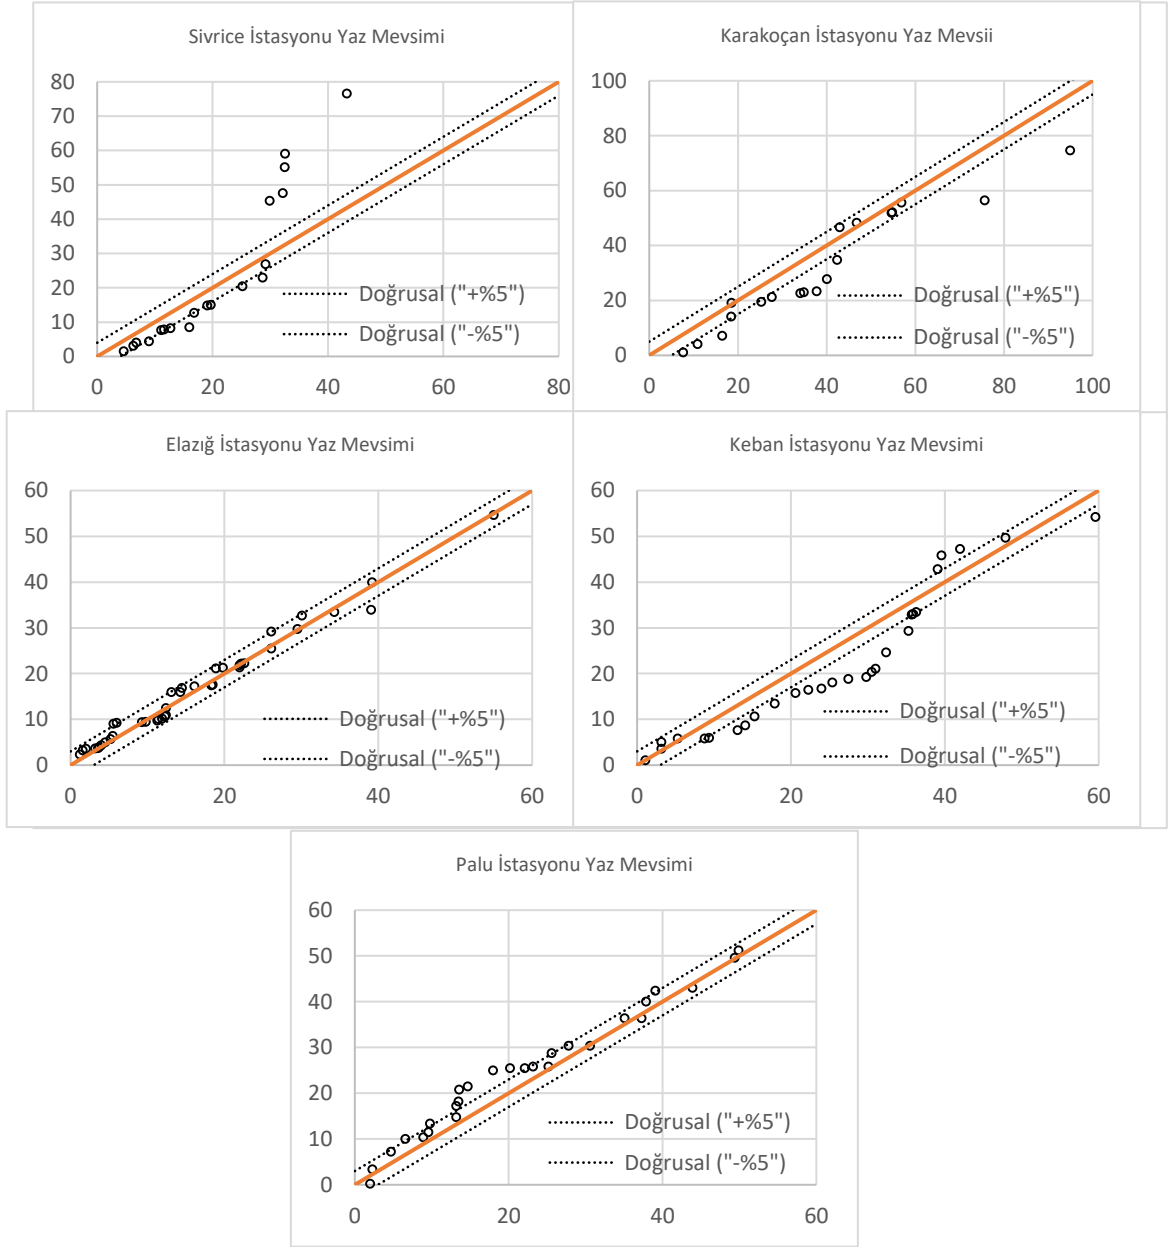 Sivrice İstasyonu Yaz Mevsimi
80
70
60
50
40
30
20
10
0
0 20 40 60 80
Doğrusal ("+%5")
Doğrusal ("-%5")
Karakoçan İstasyonu Yaz Mevsii
100
80
60
40
20
0
0 20 40 60 80 100
Doğrusal ("+%5")
Doğrusal ("-%5")
Elazığ İstasyonu Yaz Mevsimi
60
50
40
30
20
10
0
0 20 40 60
Doğrusal ("+%5")
Doğrusal ("-%5")
Keban İstasyonu Yaz Mevsimi
60
50
40
30
20
10
0
0 20 40 60
Doğrusal ("+%5")
Doğrusal ("-%5")
Palu İstasyonu Yaz Mevsimi
60
50
40
30
20
10
0
0 20 40 60
Doğrusal ("+%5")
Doğrusal ("-%5")